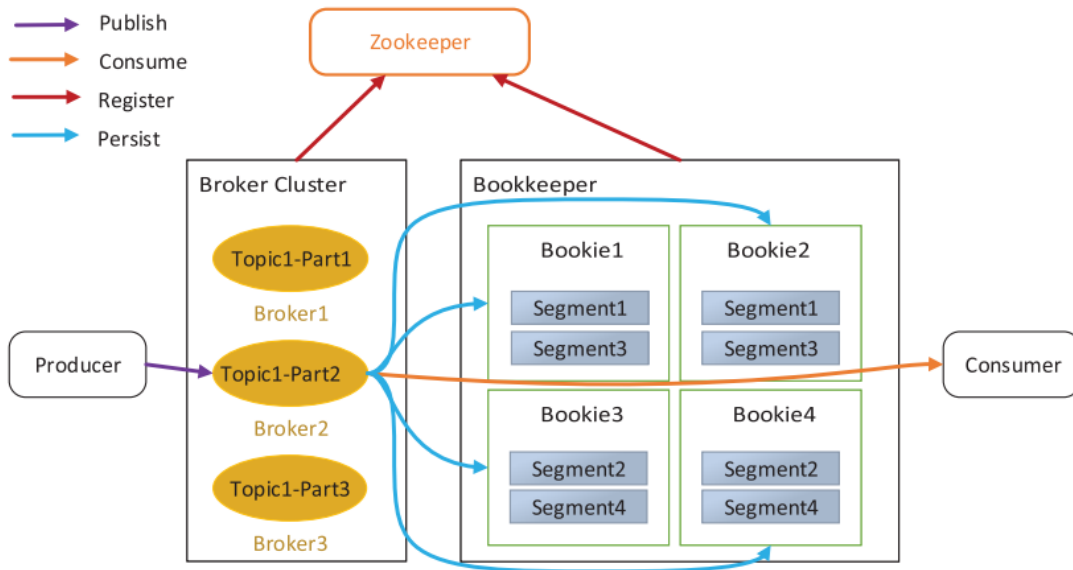 Publish
Consume
Register
Persist
Zookeeper
Broker Cluster
Topic1-Part1
Broker1
Topic1-Part2
Broker2
Topic1-Part3
Broker3
Producer
Bookkeeper
Bookie1
Segment1
Segment3
Bookie2
Segment1
Segment3
Bookie3
Segment2
Segment4
Bookie4
Segment2
Segment4
Consumer